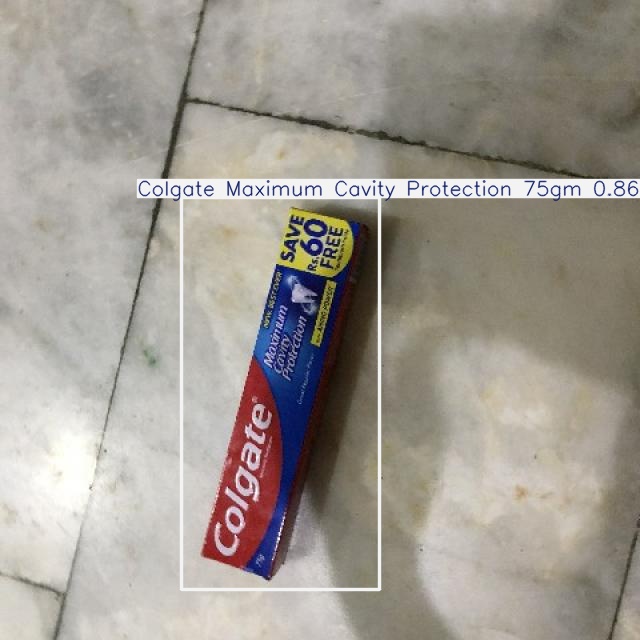 Colgate Maximum Cavity Protection 75gm 0.86
SAVE
Rs.60
FREE
Maximum
Cavity
Protection
Colgate